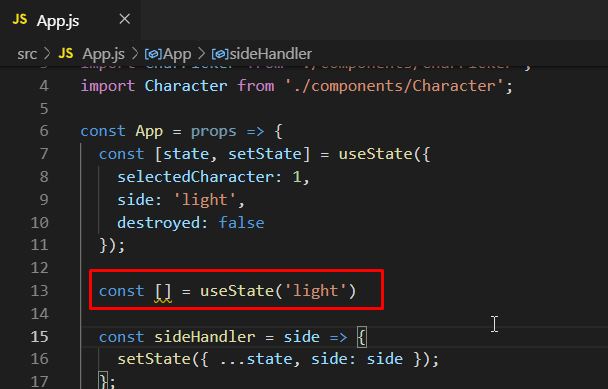 JS App.js ×
src > JS App.js > App > sideHandler
4 import Character from './components/Character';
5
6 const App = props => {
7 const [state, setState] = useState({
8 selectedCharacter: 1,
9 side: 'light',
10 destroyed: false
11 });
12
13 const [] = useState('light')
14
15 const sideHandler = side => {
16 setState({ ...state, side: side });
17 };